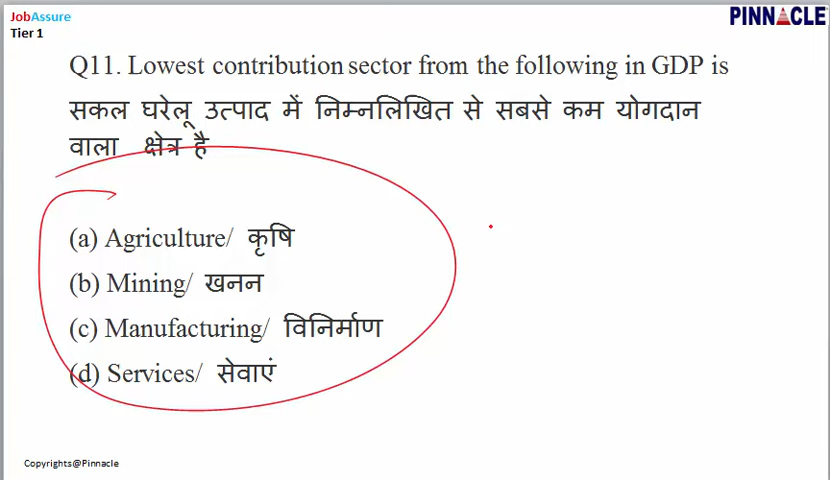 JobAssure
PINNACLE
Tier 1
Q11. Lowest contribution sector from the following in GDP is
सकल घरेलू उत्पाद में निम्नलिखित से सबसे कम योगदान
वाला क्षेत्र है
(a) Agriculture/ कृषि
(b) Mining/ खनन
(c) Manufacturing/ विनिर्माण
(d) Services/ सेवाएं
Copyrights@Pinnacle